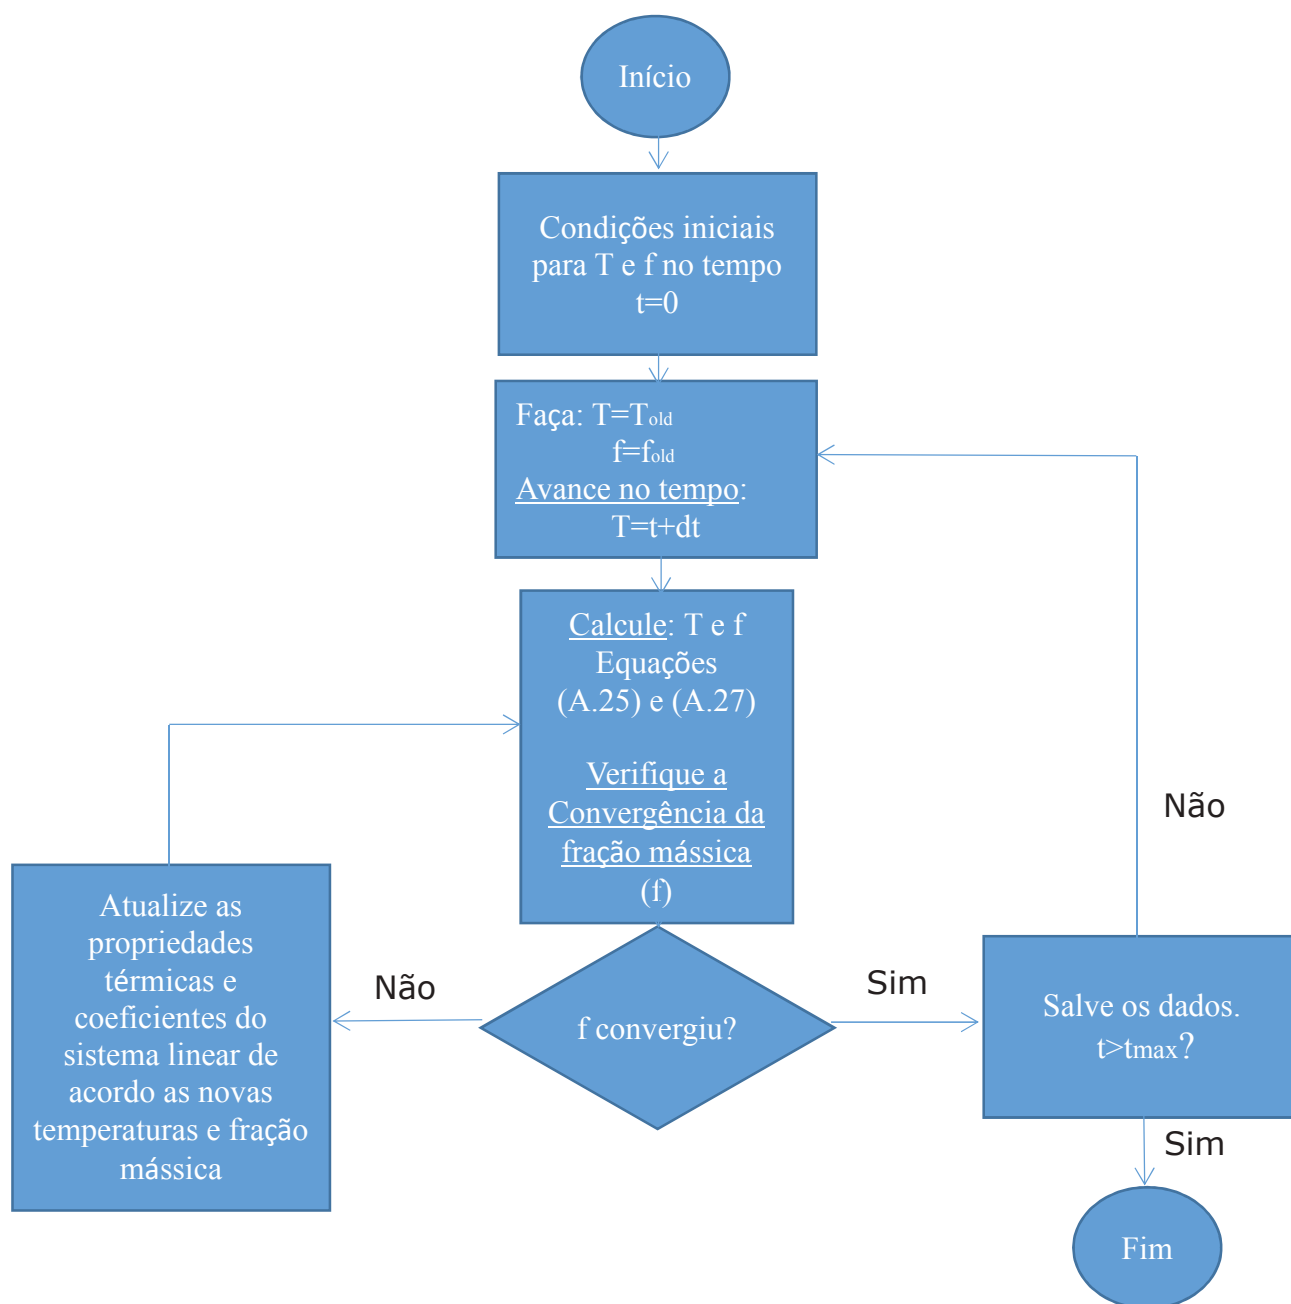 Início
Condições iniciais
para T e f no tempo
t=0
Faça: T=Told
f=fold
Avance no tempo:
T=t+dt
Calcule: T e f
Equações
(A.25) e (A.27)
Verifique a
Convergência da
fração mássica
(f)
f convergiu?
Não
Atualize as
propriedades
térmicas e
coeficientes do
sistema linear de
acordo as novas
temperaturas e fração
mássica
Sim
Salve os dados.
t>tmax?
Não
Sim
Fim